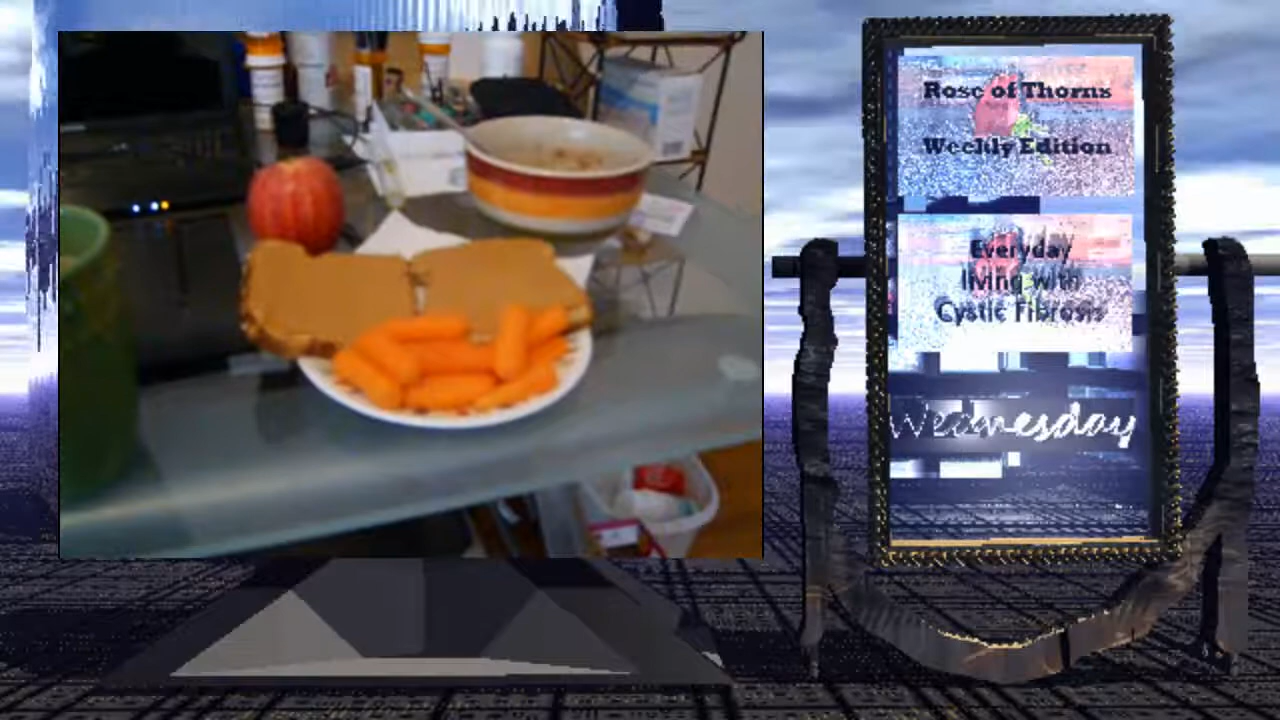 Rose of Thorns
Weekly Edition
Everyday
living with
Cystic Fibrosis
Wednesday